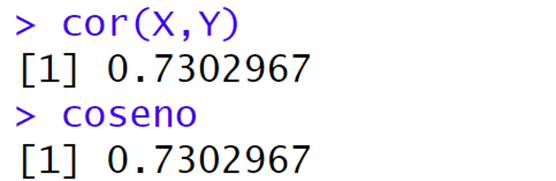 > cor(X,Y)
[1] 0.7302967
> coseno
[1] 0.7302967